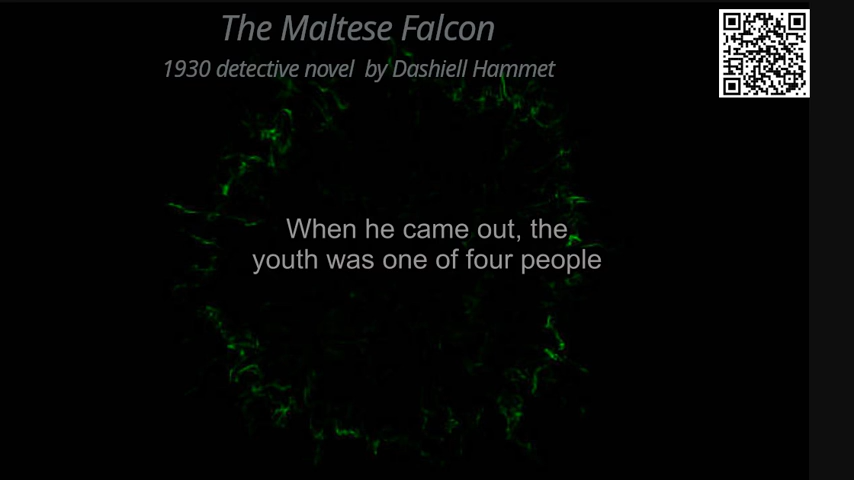 The Maltese Falcon
1930 detective novel by Dashiell Hammet
When he came out, the
youth was one of four people